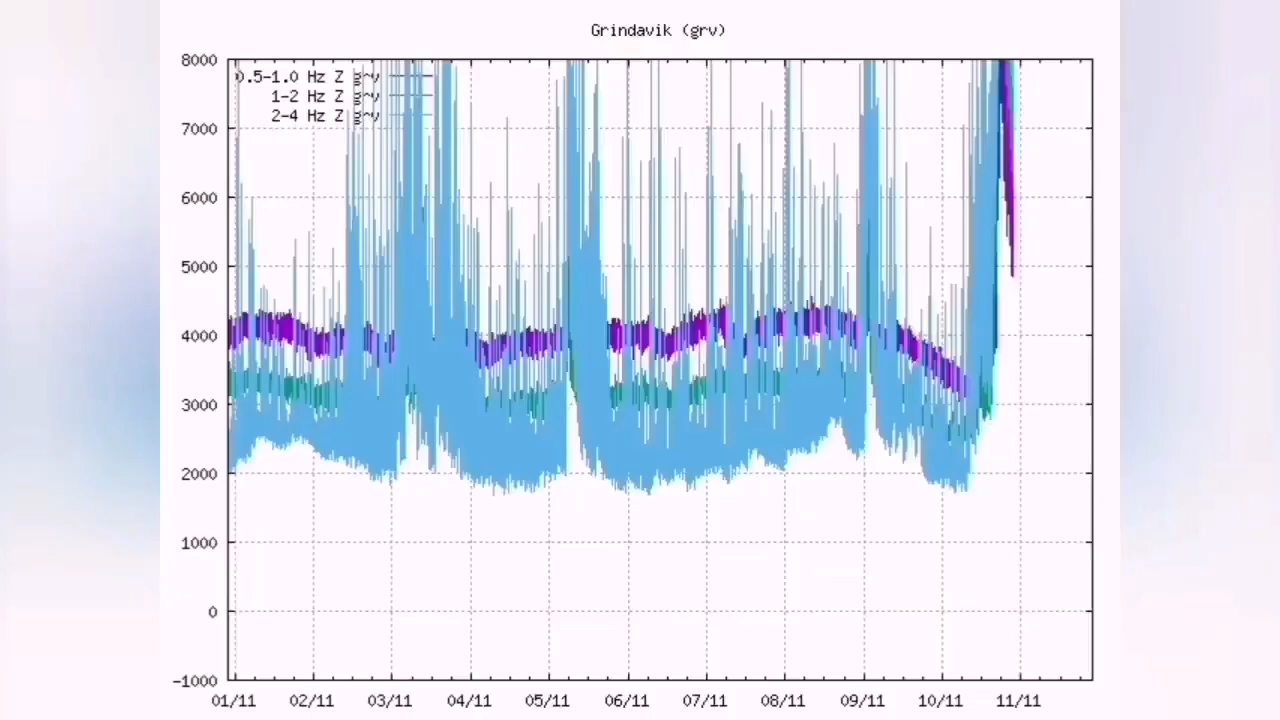 Grindavik (grv)
8000
0.5-1.0 Hz Z grv
1-2 Hz Z grv
2-4 Hz Z grv
7000
6000
5000
4000
3000
2000
1000
0
-1000
01/11 02/11 03/11 04/11 05/11 06/11 07/11 08/11 09/11 10/11 11/11